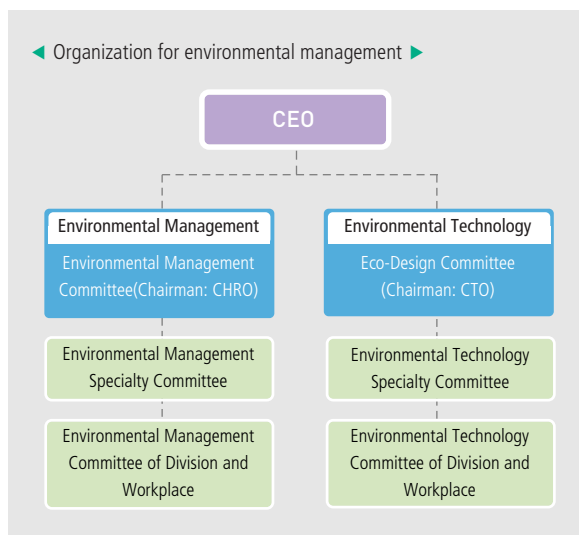 ◀ Organization for environmental management ▶
CEO
Environmental Management
Environmental Management
Committee(Chairman: CHRO)
Environmental Management
Specialty Committee
Environmental Management
Committee of Division and
Workplace
Environmental Technology
Eco-Design Committee
(Chairman: CTO)
Environmental Technology
Specialty Committee
Environmental Technology
Committee of Division and
Workplace